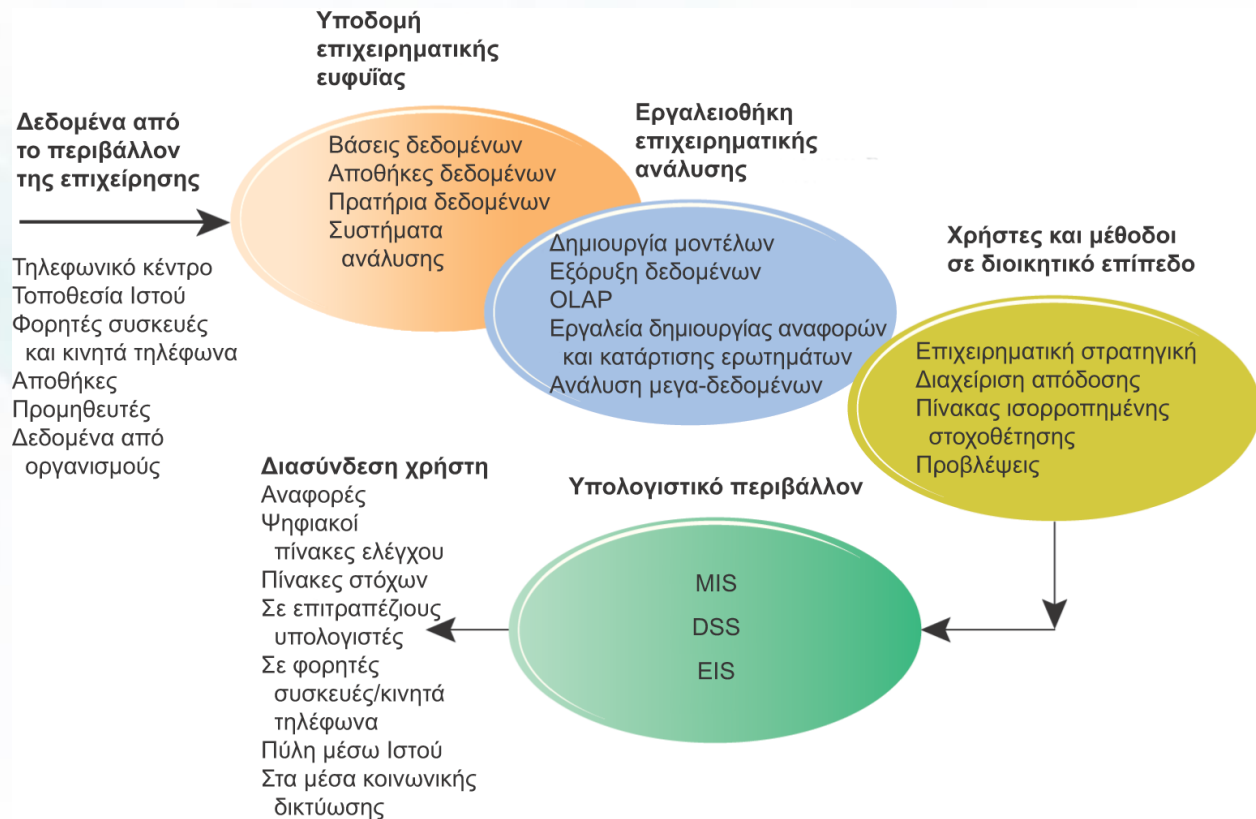 Υποδομή
επιχειρηματικής
ευφυΐας
Δεδομένα από
το περιβάλλον
της επιχείρησης
Τηλεφωνικό κέντρο
Τοποθεσία Ιστού
Φορητές συσκευές
και κινητά τηλέφωνα
Αποθήκες
Προμηθευτές
Δεδομένα από
οργανισμούς
Βάσεις δεδομένων
Αποθήκες δεδομένων
Πρατήρια δεδομένων
Συστήματα
ανάλυσης
Εργαλειοθήκη
επιχειρηματικής
ανάλυσης
Δημιουργία μοντέλων
Εξόρυξη δεδομένων
OLAP
Εργαλεία δημιουργίας αναφορών
και κατάρτισης ερωτημάτων
Ανάλυση μεγα-δεδομένων
Χρήστες και μέθοδοι
σε διοικητικό επίπεδο
Επιχειρηματική στρατηγική
Διαχείριση απόδοσης
Πίνακας ισορροπημένης
στοχοθέτησης
Προβλέψεις
Υπολογιστικό περιβάλλον
MIS
DSS
EIS
Διασύνδεση χρήστη
Αναφορές
Ψηφιακοί
πίνακες ελέγχου
Πίνακες στόχων
Σε επιτραπέζιους
υπολογιστές
Σε φορητές
συσκευές/κινητά
τηλέφωνα
Πύλη μέσω Ιστού
Στα μέσα κοινωνικής
δικτύωσης